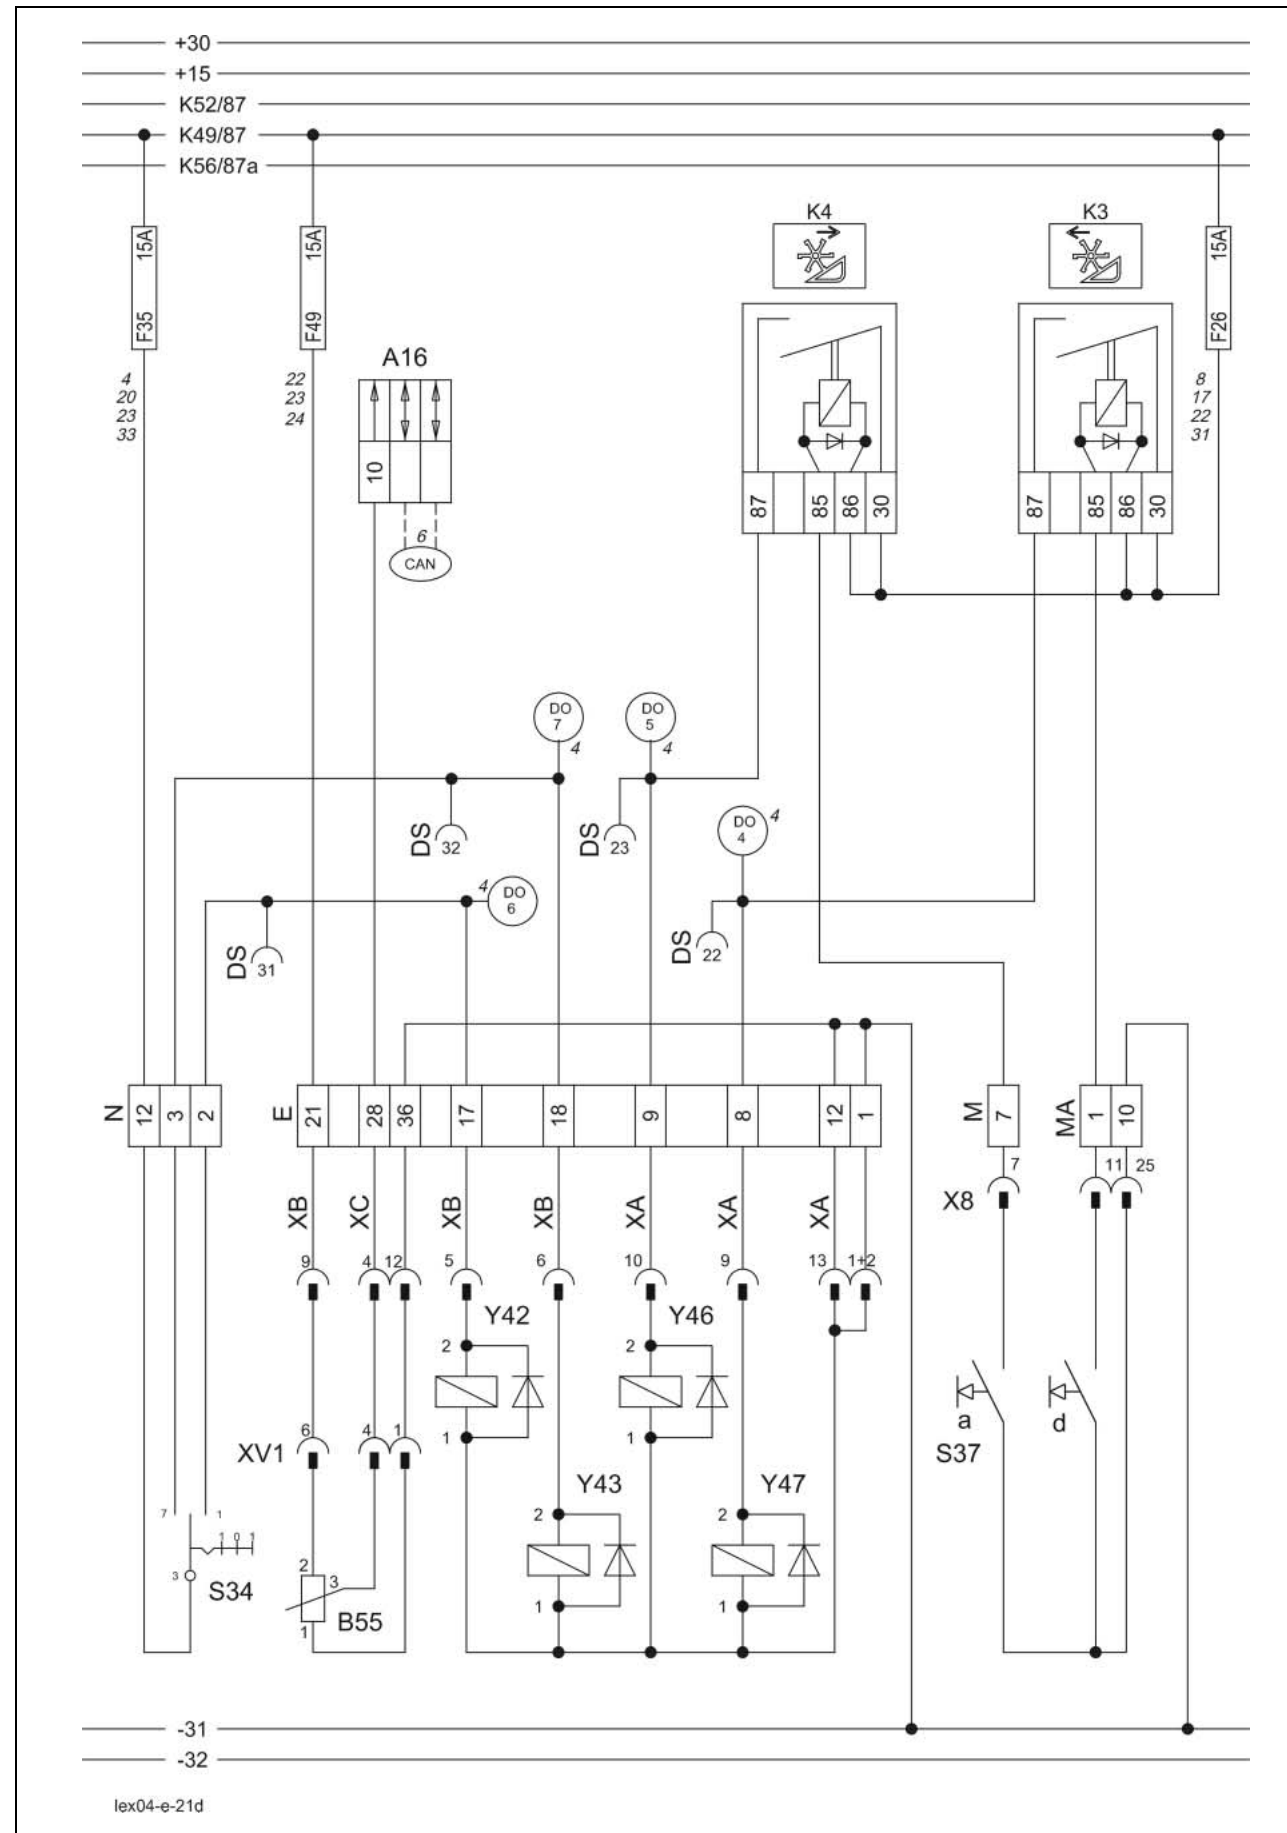 +30
+15
K52/87
K49/87
K56/87a
K4 K3
15A 15A 15A
F35 F49 F26
A16
4 22 8
20 23 17
23 24 22
33 31
10
87 85 86 30 87 85 86 30
6
CAN
DO 7 DO 5
4 4
DO 4 4
DS 32 DS 23
4 DO 6
DS 31 DS 22
N 12 3 2 E 21 28 36 17 18 9 8 12 1 M 7 MA 1 10
7 11 25
XB XC XB XB XA XA XA X8
9 4 12 5 6 10 9 13 1+2
Y42 Y46
2 2
a d
6 4 1 1 1
XV1 S37
Y43 Y47
7 1 2 2
1 0 1
3 S34 2 3
B55
1 1 1
-31
-32
lex04-e-21d